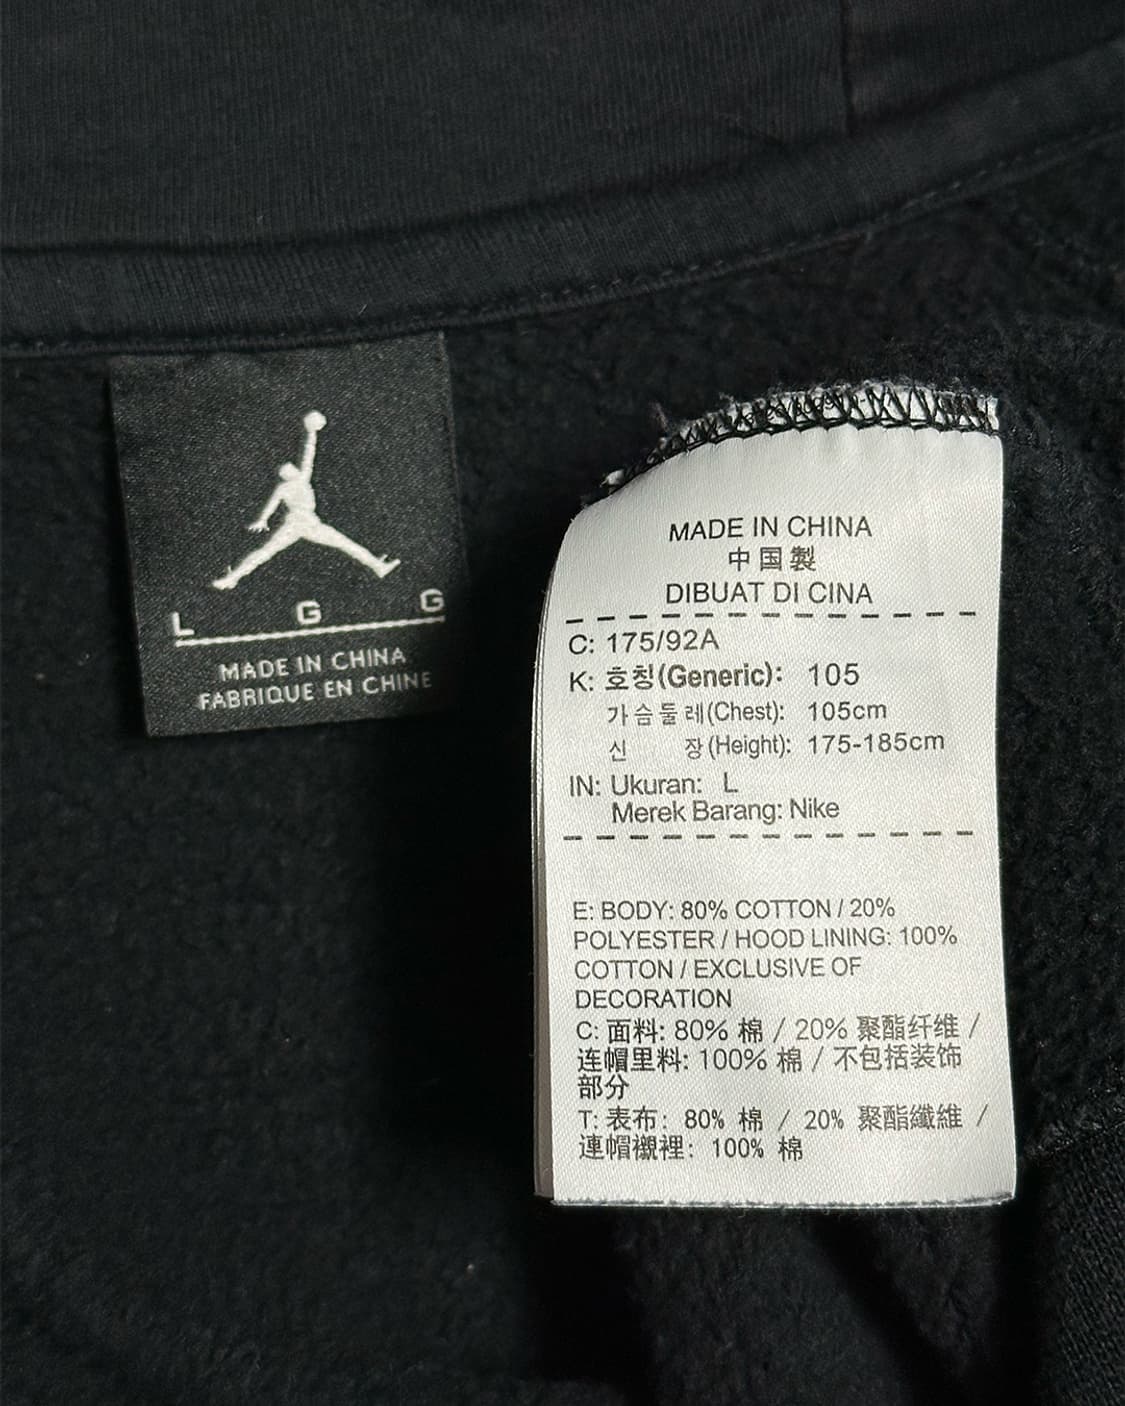 L G G
MADE IN CHINA
FABRIQUE EN CHINE
MADE IN CHINA
中国製
DIBUAT DI CINA
C: 175/92A
K: 호칭(Generic): 105
가슴둘레(Chest): 105cm
신 장(Height): 175-185cm
IN: Ukuran: L
Merek Barang: Nike
E: BODY: 80% COTTON / 20%
POLYESTER / HOOD LINING: 100%
COTTON / EXCLUSIVE OF
DECORATION
C: 面料: 80% 棉 / 20% 聚酯纤维 /
连帽里料: 100% 棉 / 不包括装饰
部分
T: 表布: 80% 棉 / 20% 聚酯纖維 /
連帽襯裡: 100% 棉